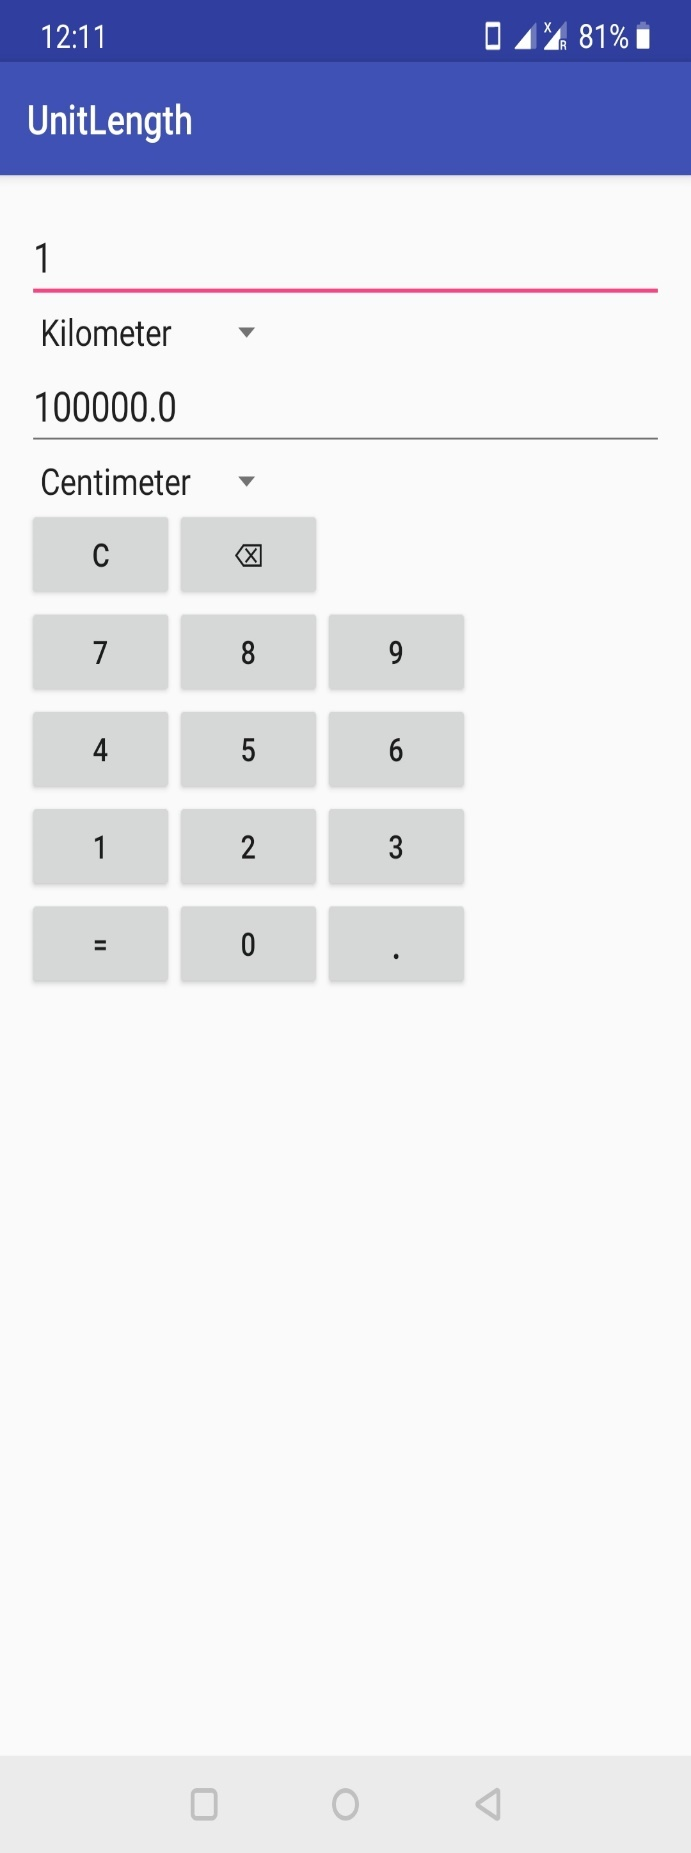 12:11 X R 81%
UnitLength
1
Kilometer
100000.0
Centimeter
C
7 8 9
4 5 6
1 2 3
= 0 .